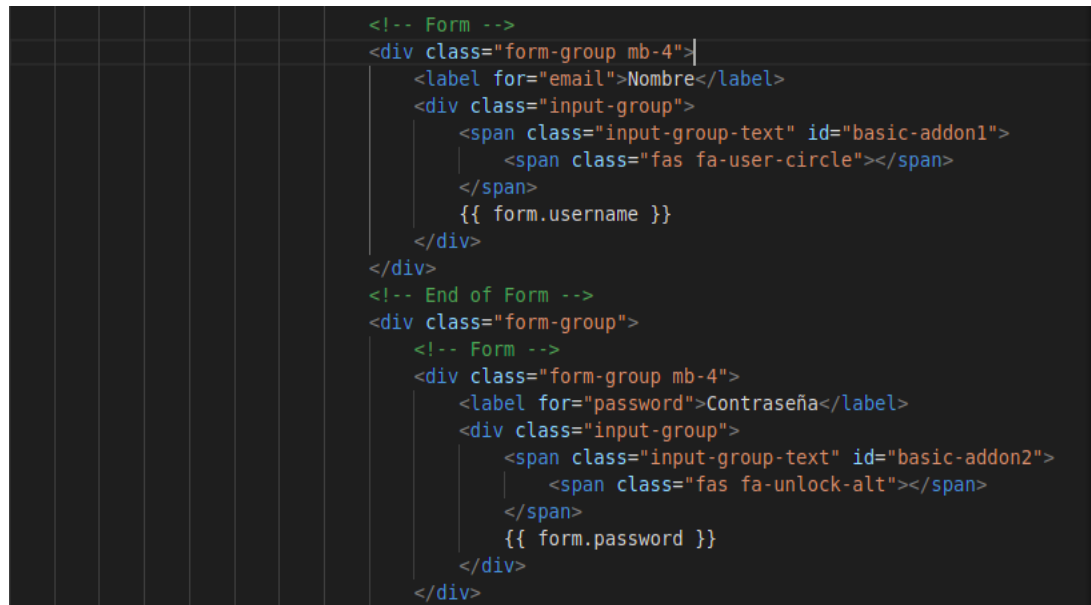 <!-- Form -->
<div class="form-group mb-4">
<label for="email">Nombre</label>
<div class="input-group">
<span class="input-group-text" id="basic-addon1">
<span class="fas fa-user-circle"></span>
</span>
{{ form.username }}
</div>
</div>
<!-- End of Form -->
<div class="form-group">
<!-- Form -->
<div class="form-group mb-4">
<label for="password">Contraseña</label>
<div class="input-group">
<span class="input-group-text" id="basic-addon2">
<span class="fas fa-unlock-alt"></span>
</span>
{{ form.password }}
</div>
</div>